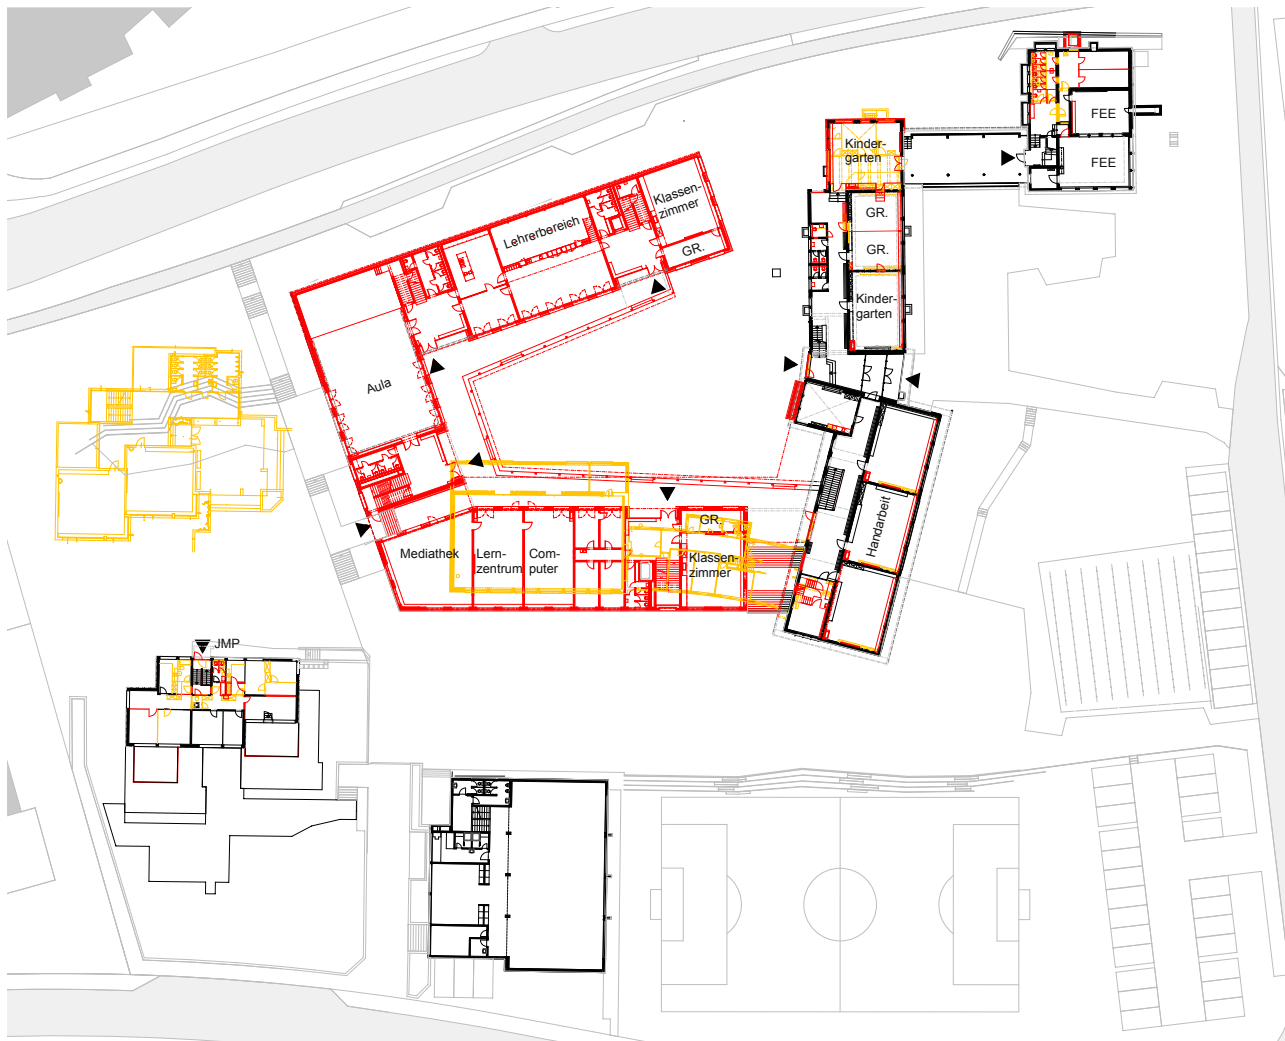 FEE
FEE
Kinder-
garten
Klassen-
zimmer
Lehrerbereich
GR.
GR.
GR.
Kinder-
garten
Aula
Handarbeit
GR.
Mediathek
Lern-
zentrum
Com-
puter
Klassen-
zimmer
JMP